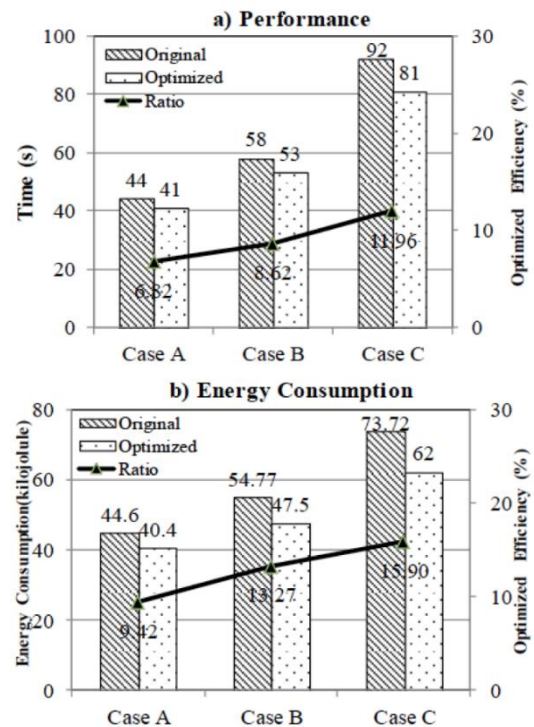 a) Performance
Time (s)
100
80
60
40
20
0
Original
Optimized
Ratio
44
41
58
53
92
81
6.82
8.62
11.96
30
20
10
0
Optimized Efficiency (%)
Case A
Case B
Case C
b) Energy Consumption
Energy Consumption(kilojolule)
80
60
40
20
0
Original
Optimized
Ratio
44.6
40.4
54.77
47.5
73.72
62
9.42
13.27
15.90
30
20
10
0
Optimized Efficiency (%)
Case A
Case B
Case C